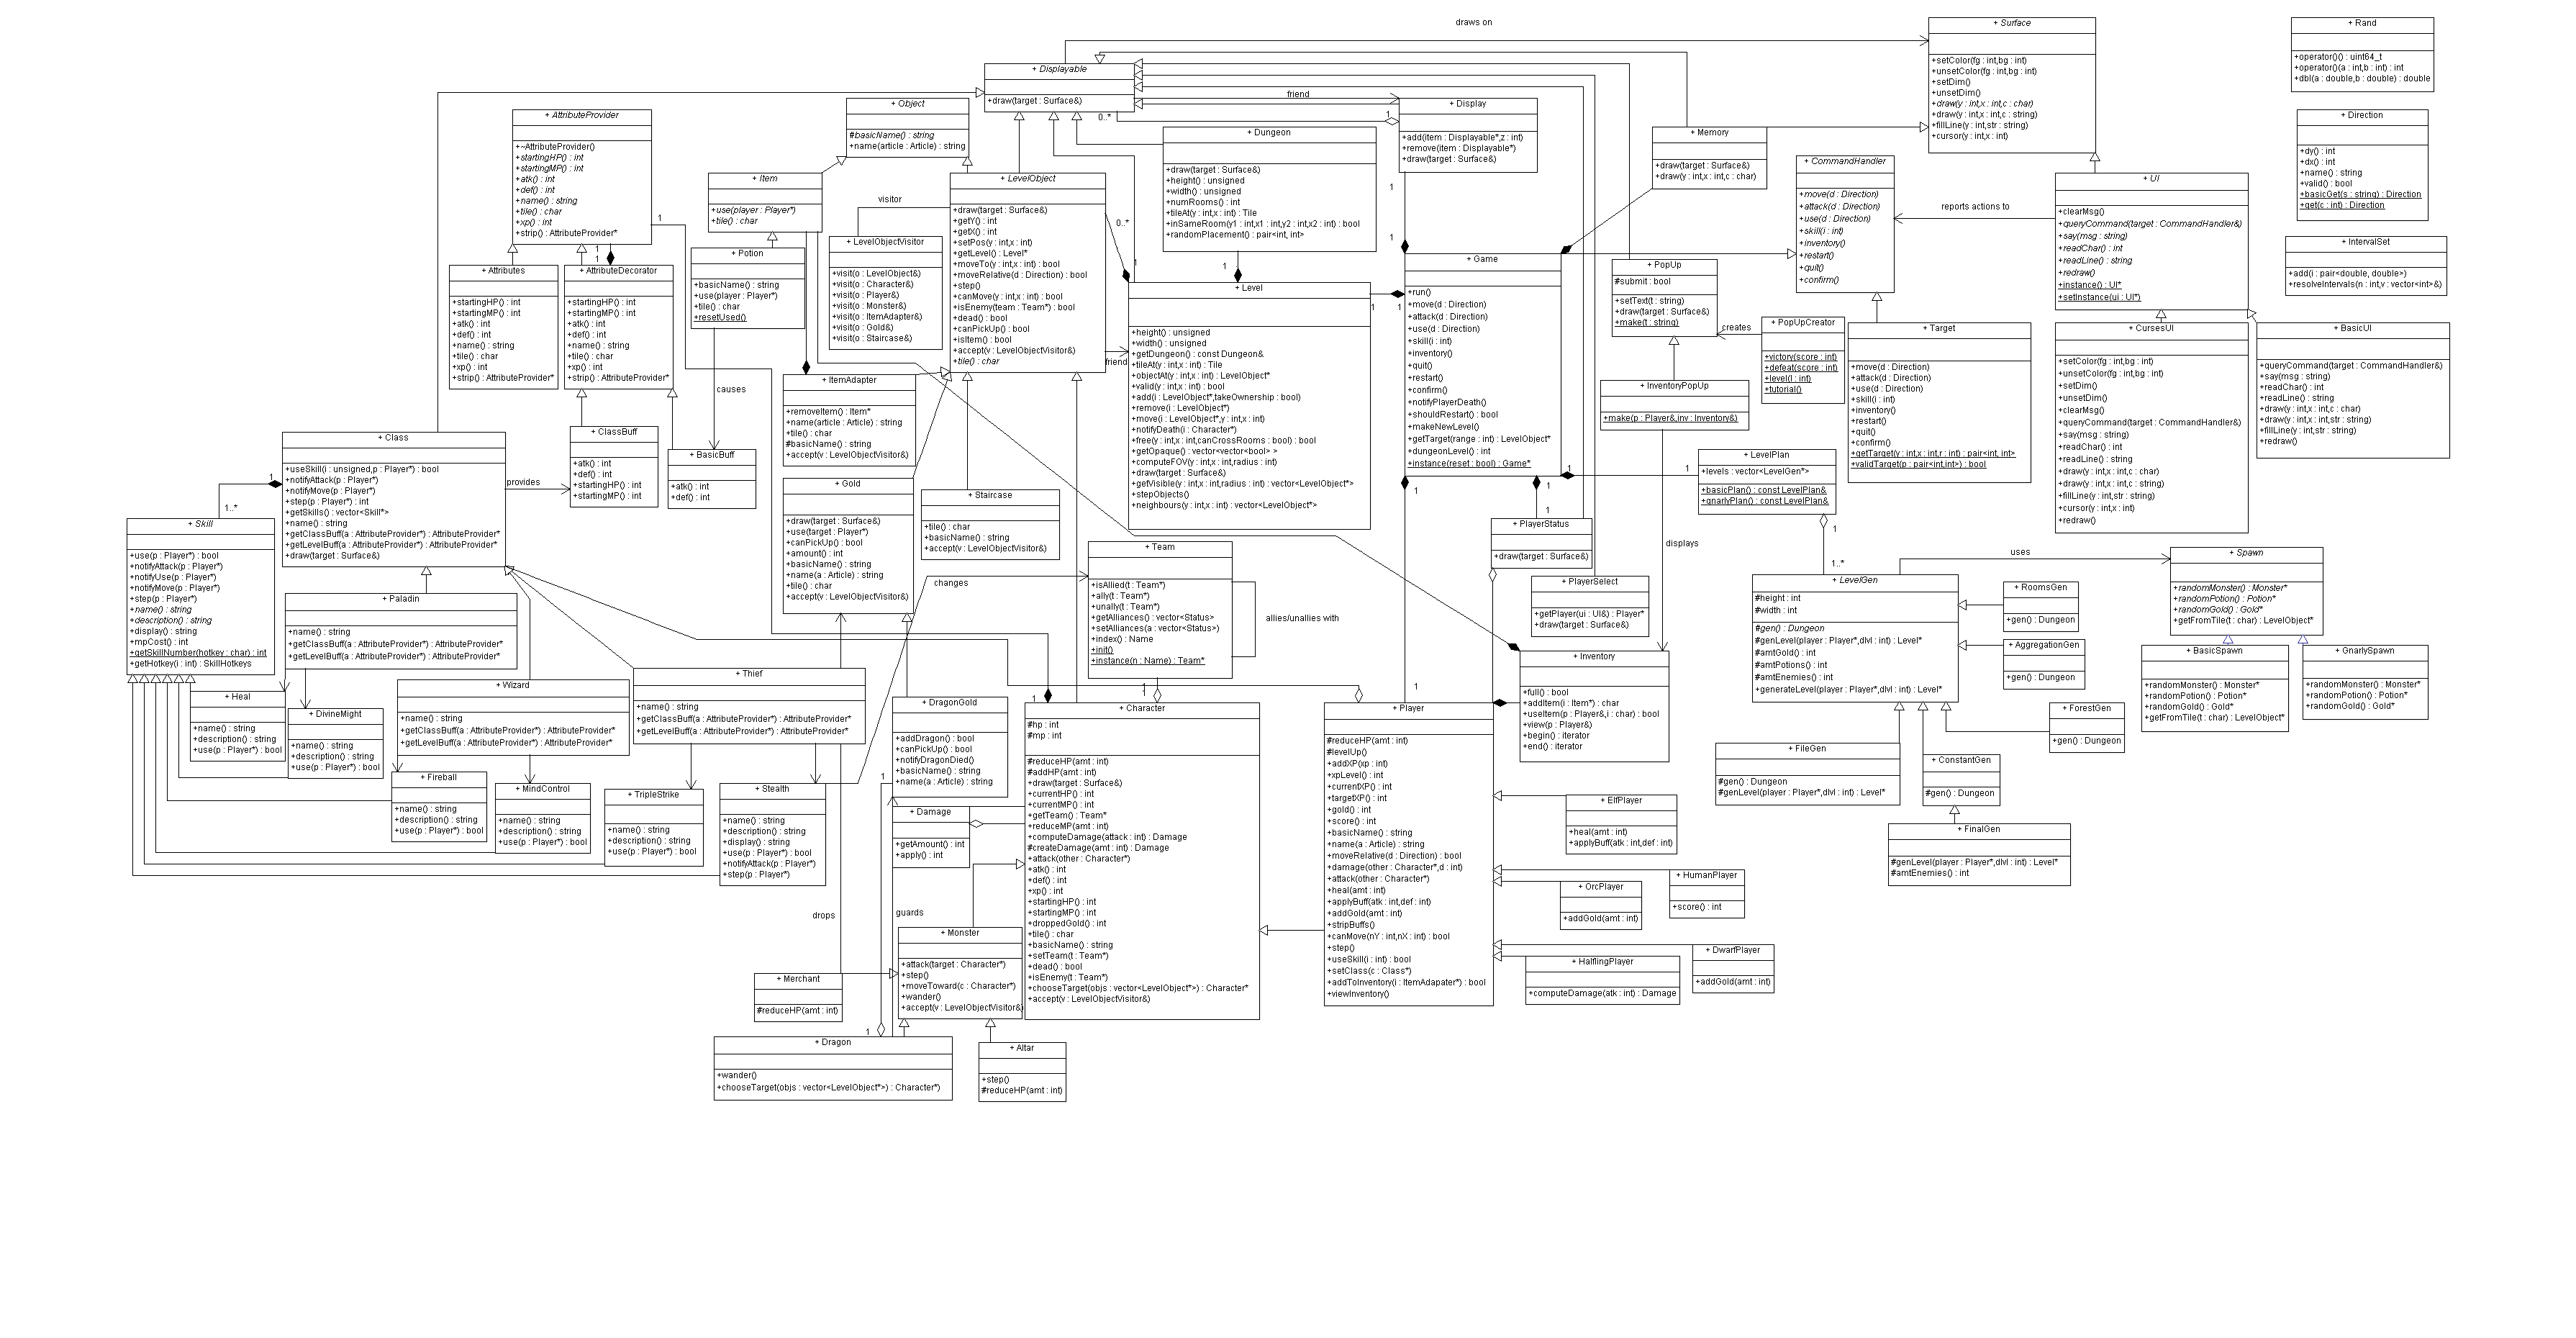 draws on
+ Surface
+setColor(fg : int,bg : int)
+unsetColor(fg : int,bg : int)
+setDim()
+unsetDim()
+draw(y : int,x : int,c : char)
+draw(y : int,x : int,c : string)
+fillLine(y : int,str : string)
+cursor(y : int,x : int)
+ Rand
+operator()() : uint64_t
+operator()(a : int,b : int) : int
+dbl(a : double,b : double) : double
+ Displayable
+draw(target : Surface&)
0..*
friend
1
+ Display
+add(item : Displayable*,z : int)
+remove(item : Displayable*)
+draw(target : Surface&)
1
1
+ Object
#basicName() : string
+name(article : Article) : string
+ AttributeProvider
+~AttributeProvider()
+startingHP() : int
+startingMP() : int
+atk() : int
+def() : int
+name() : string
+tile() : char
+xp() : int
+strip() : AttributeProvider*
1
1
1
+ Dungeon
+draw(target : Surface&)
+height() : unsigned
+width() : unsigned
+numRooms() : int
+tileAt(y : int,x : int) : Tile
+inSameRoom(y1 : int,x1 : int,y2 : int,x2 : int) : bool
+randomPlacement() : pair<int, int>
1
+ Memory
+draw(target : Surface&)
+draw(y : int,x : int,c : char)
+ CommandHandler
+move(d : Direction)
+attack(d : Direction)
+use(d : Direction)
+skill(i : int)
+inventory()
+restart()
+quit()
+confirm()
reports actions to
+ UI
+clearMsg()
+queryCommand(target : CommandHandler&)
+say(msg : string)
+readChar() : int
+readLine() : string
+redraw()
+instance() : UI*
+setInstance(ui : UI*)
+ Direction
+dy() : int
+dx() : int
+name() : string
+valid() : bool
+basicGet(s : string) : Direction
+get(c : int) : Direction
+ IntervalSet
+add(i : pair<double, double>)
+resolveIntervals(n : int,v : vector<int>&)
+ Item
+use(player : Player*)
+tile() : char
visitor
+ LevelObject
+draw(target : Surface&)
+getY() : int
+getX() : int
+setPos(y : int,x : int)
+getLevel() : Level*
+moveTo(y : int,x : int) : bool
+moveRelative(d : Direction) : bool
+step()
+canMove(y : int,x : int) : bool
+isEnemy(team : Team*) : bool
+dead() : bool
+canPickUp() : bool
+isItem() : bool
+accept(v : LevelObjectVisitor&)
+tile() : char
0..*
1
friend
+ LevelObjectVisitor
+visit(o : LevelObject&)
+visit(o : Character&)
+visit(o : Player&)
+visit(o : Monster&)
+visit(o : ItemAdapter&)
+visit(o : Gold&)
+visit(o : Staircase&)
+ Potion
+basicName() : string
+use(player : Player*)
+tile() : char
+resetUsed()
causes
+ Attributes
+startingHP() : int
+startingMP() : int
+atk() : int
+def() : int
+name() : string
+tile() : char
+xp() : int
+strip() : AttributeProvider*
+ AttributeDecorator
+startingHP() : int
+startingMP() : int
+atk() : int
+def() : int
+name() : string
+tile() : char
+xp() : int
+strip() : AttributeProvider*
+ Level
+height() : unsigned
+width() : unsigned
+getDungeon() : const Dungeon&
+tileAt(y : int,x : int) : Tile
+objectAt(y : int,x : int) : LevelObject*
+valid(y : int,x : int) : bool
+add(i : LevelObject*,takeOwnership : bool)
+remove(i : LevelObject*)
+move(i : LevelObject*,y : int,x : int)
+notifyDeath(i : Character*)
+free(y : int,x : int,canCrossRooms : bool) : bool
+getOpaque() : vector<vector<bool> >
+computeFOV(y : int,x : int,radius : int)
+draw(target : Surface&)
+getVisible(y : int,x : int,radius : int) : vector<LevelObject*>
+stepObjects()
+neighbours(y : int,x : int) : vector<LevelObject*>
1
1
+ Game
+run()
+move(d : Direction)
+attack(d : Direction)
+use(d : Direction)
+skill(i : int)
+inventory()
+quit()
+restart()
+confirm()
+notifyPlayerDeath()
+shouldRestart() : bool
+makeNewLevel()
+getTarget(range : int) : LevelObject*
+dungeonLevel() : int
+instance(reset : bool) : Game*
1
1
1
1
1
1
+ PopUp
#submit : bool
+setText(t : string)
+draw(target : Surface&)
+make(t : string)
creates
+ PopUpCreator
+victory(score : int)
+defeat(score : int)
+level(l : int)
+tutorial()
+ InventoryPopUp
+make(p : Player&,inv : Inventory&)
displays
+ Target
+move(d : Direction)
+attack(d : Direction)
+use(d : Direction)
+skill(i : int)
+inventory()
+restart()
+quit()
+confirm()
+getTarget(y : int,x : int,r : int) : pair<int, int>
+validTarget(p : pair<int,int>) : bool
+ CursesUI
+setColor(fg : int,bg : int)
+unsetColor(fg : int,bg : int)
+setDim()
+unsetDim()
+clearMsg()
+queryCommand(target : CommandHandler&)
+say(msg : string)
+readChar() : int
+readLine() : string
+draw(y : int,x : int,c : char)
+draw(y : int,x : int,c : string)
+fillLine(y : int,str : string)
+cursor(y : int,x : int)
+redraw()
+ BasicUI
+queryCommand(target : CommandHandler&)
+say(msg : string)
+readChar() : int
+readLine() : string
+draw(y : int,x : int,c : char)
+draw(y : int,x : int,str : string)
+fillLine(y : int,str : string)
+redraw()
+ ItemAdapter
+removeItem() : Item*
+name(article : Article) : string
+tile() : char
#basicName() : string
+accept(v : LevelObjectVisitor&)
+ Class
+useSkill(i : unsigned,p : Player*) : bool
+notifyAttack(p : Player*)
+notifyMove(p : Player*)
+step(p : Player*) : int
+getSkills() : vector<Skill*>
+name() : string
+getClassBuff(a : AttributeProvider*) : AttributeProvider*
+getLevelBuff(a : AttributeProvider*) : AttributeProvider*
+draw(target : Surface&)
1
1..*
provides
+ ClassBuff
+atk() : int
+def() : int
+startingHP() : int
+startingMP() : int
+ BasicBuff
+atk() : int
+def() : int
+ Gold
+draw(target : Surface&)
+use(target : Player*)
+canPickUp() : bool
+amount() : int
+basicName() : string
+name(a : Article) : string
+tile() : char
+accept(v : LevelObjectVisitor&)
+ Staircase
+tile() : char
+basicName() : string
+accept(v : LevelObjectVisitor&)
+ LevelPlan
+levels : vector<LevelGen*>
+basicPlan() : const LevelPlan&
+gnarlyPlan() : const LevelPlan&
1
1..*
+ Skill
+use(p : Player*) : bool
+notifyAttack(p : Player*)
+notifyUse(p : Player*)
+notifyMove(p : Player*)
+step(p : Player*)
+name() : string
+description() : string
+display() : string
+mpCost() : int
+getSkillNumber(hotkey : char) : int
+getHotkey(i : int) : SkillHotkeys
+ PlayerStatus
+draw(target : Surface&)
+ PlayerSelect
+getPlayer(ui : UI&) : Player*
+draw(target : Surface&)
+ Team
+isAllied(t : Team*)
+ally(t : Team*)
+unally(t : Team*)
+getAlliances() : vector<Status>
+setAlliances(a : vector<Status>)
+index() : Name
+init()
+instance(n : Name) : Team*
changes
allies/unallies with
1
1
1
+ LevelGen
#height : int
#width : int
#gen() : Dungeon
#genLevel(player : Player*,dlvl : int) : Level*
#amtGold() : int
#amtPotions() : int
#amtEnemies() : int
+generateLevel(player : Player*,dlvl : int) : Level*
uses
+ Spawn
+randomMonster() : Monster*
+randomPotion() : Potion*
+randomGold() : Gold*
+getFromTile(t : char) : LevelObject*
+ RoomsGen
+gen() : Dungeon
+ AggregationGen
+gen() : Dungeon
+ BasicSpawn
+randomMonster() : Monster*
+randomPotion() : Potion*
+randomGold() : Gold*
+getFromTile(t : char) : LevelObject*
+ GnarlySpawn
+randomMonster() : Monster*
+randomPotion() : Potion*
+randomGold() : Gold*
+ ForestGen
+gen() : Dungeon
+ FileGen
#gen() : Dungeon
#genLevel(player : Player*,dlvl : int) : Level*
+ ConstantGen
#gen() : Dungeon
+ FinalGen
#genLevel(player : Player*,dlvl : int) : Level*
#amtEnemies() : int
+ Inventory
+full() : bool
+addItem(i : Item*) : char
+useItem(p : Player&,i : char) : bool
+view(p : Player&)
+begin() : iterator
+end() : iterator
+ Paladin
+name() : string
+getClassBuff(a : AttributeProvider*) : AttributeProvider*
+getLevelBuff(a : AttributeProvider*) : AttributeProvider*
+ Wizard
+name() : string
+getClassBuff(a : AttributeProvider*) : AttributeProvider*
+getLevelBuff(a : AttributeProvider*) : AttributeProvider*
+ Thief
+name() : string
+getClassBuff(a : AttributeProvider*) : AttributeProvider*
+getLevelBuff(a : AttributeProvider*) : AttributeProvider*
+ Heal
+name() : string
+description() : string
+use(p : Player*) : bool
+ DivineMight
+name() : string
+description() : string
+use(p : Player*) : bool
+ Fireball
+name() : string
+description() : string
+use(p : Player*) : bool
+ MindControl
+name() : string
+description() : string
+use(p : Player*) : bool
+ TripleStrike
+name() : string
+description() : string
+use(p : Player*) : bool
+ Stealth
+name() : string
+description() : string
+display() : string
+use(p : Player*) : bool
+notifyAttack(p : Player*)
+step(p : Player*)
+ DragonGold
+addDragon() : bool
+canPickUp() : bool
+notifyDragonDied()
+basicName() : string
+name(a : Article) : string
1
+ Damage
+getAmount() : int
+apply() : int
guards
drops
+ Character
#hp : int
#mp : int
#reduceHP(amt : int)
#addHP(amt : int)
+draw(target : Surface&)
+currentHP() : int
+currentMP() : int
+getTeam() : Team*
+reduceMP(amt : int)
+computeDamage(attack : int) : Damage
#createDamage(amt : int) : Damage
+attack(other : Character*)
+atk() : int
+def() : int
+xp() : int
+startingHP() : int
+startingMP() : int
+droppedGold() : int
+tile() : char
+basicName() : string
+setTeam(t : Team*)
+dead() : bool
+isEnemy(t : Team*)
+chooseTarget(objs : vector<LevelObject*>) : Character*
+accept(v : LevelObjectVisitor&)
+ Player
#reduceHP(amt : int)
#levelUp()
+addXP(xp : int)
+xpLevel() : int
+currentXP() : int
+targetXP() : int
+gold() : int
+score() : int
+basicName() : string
+name(a : Article) : string
+moveRelative(d : Direction) : bool
+damage(other : Character*,d : int)
+attack(other : Character*)
+heal(amt : int)
+applyBuff(atk : int,def : int)
+addGold(amt : int)
+stripBuffs()
+canMove(nY : int,nX : int) : bool
+step()
+useSkill(i : int) : bool
+setClass(c : Class*)
+addToInventory(i : ItemAdapater*) : bool
+viewInventory()
+ ElfPlayer
+heal(amt : int)
+applyBuff(atk : int,def : int)
+ HumanPlayer
+score() : int
+ OrcPlayer
+addGold(amt : int)
+ DwarfPlayer
+addGold(amt : int)
+ HalflingPlayer
+computeDamage(atk : int) : Damage
+ Monster
+attack(target : Character*)
+step()
+moveToward(c : Character*)
+wander()
+accept(v : LevelObjectVisitor&)
+ Merchant
#reduceHP(amt : int)
1
+ Dragon
+wander()
+chooseTarget(objs : vector<LevelObject*>) : Character*)
+ Altar
+step()
#reduceHP(amt : int)